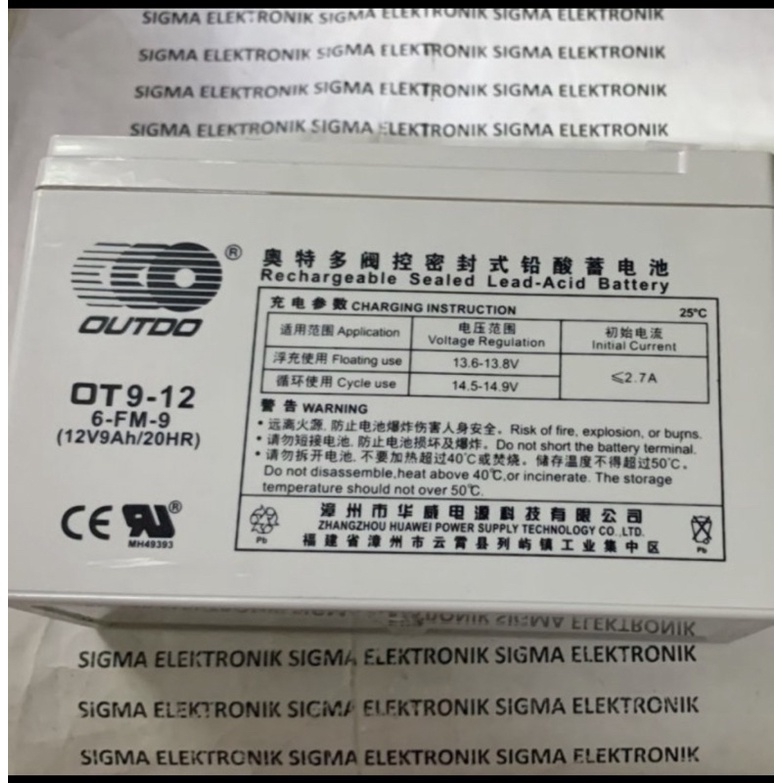 SIGMA ELEKTRONIK SIGMA ELEKTRONIK SIGMA ELEKTRONIK
SIGMA ELEKTRONIK SIGMA ELEKTRONIK SIGMA ELEKTRONIK
SIGMA ELEKTRONIK SIGMA ELEKTRONIK SIGMA ELEKTRONIK
SIGMA ELEKTRONIK SIGMA ELEKTRONIK SIGMA ELEKTRONIK
®
OUTDO
OT9-12
6-FM-9
(12V9Ah/20HR)
CE RU®
MH49393
奥特多阀控密封式铅酸蓄电池
Rechargeable Sealed Lead-Acid Battery
充电参数 CHARGING INSTRUCTION 25℃
适用范围 Application 电压范围 Voltage Regulation 初始电流 Initial Current
浮充使用 Floating use 13.6-13.8V ≤2.7A
循环使用 Cycle use 14.5-14.9V
警告 WARNING
• 远离火源. 防止电池爆炸伤害人身安全。Risk of fire, explosion, or burns.
• 请勿短接电池. 防止电池损坏及爆炸。Do not short the battery terminal.
• 请勿拆开电池. 不要加热超过40℃或焚烧。储存温度不得超过50℃。
Do not disassemble,heat above 40℃,or incinerate. The storage
temperature should not over 50℃.
Pb
漳州市华威电源科技有限公司
ZHANGZHOU HUAWEI POWER SUPPLY TECHNOLOGY CO.,LTD.
福建省漳州市云霄县列屿镇工业集中区
Pb
SIGMA ELEKTRONIK SIGMA ELEKTRONIK SIGMA ELEKTRONIK
SIGMA ELEKTRONIK SIGMA ELEKTRONIK SIGMA ELEKTRONIK
SIGMA ELEKTRONIK SIGMA ELEKTRONIK SIGMA ELEKTRONIK